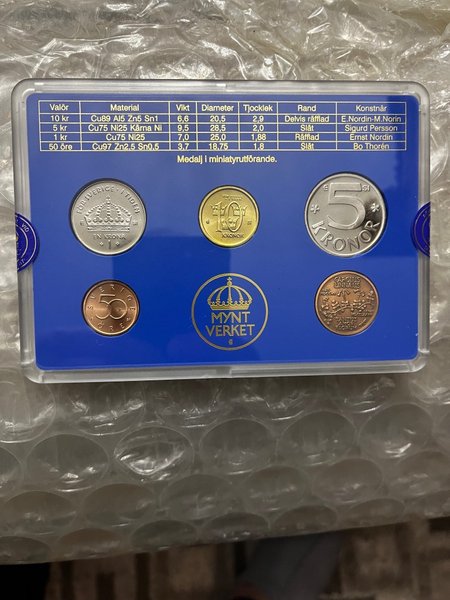 Valör Material Vikt Diameter Tjocklek Rand Konstnär
10 kr Cu89 Al5 Zn5 Sn1 6,6 20,5 2,9 Delvis räfflad E.Nordin-M.Norin
5 kr Cu75 Ni25 Kärna Ni 9,5 28,5 2,0 Slät Sigurd Persson
1 kr Cu75 Ni25 7,0 25,0 1,88 Räfflad Ernst Nordin
50 öre Cu97 Zn2,5 Sn0,5 3,7 18,75 1,8 Slät Bo Thorén
Medalj i miniatyrutförande.
1
10
KRONOR
5
KRONOR
SVERIGE
50
ÖRE
MYNT
VERKET